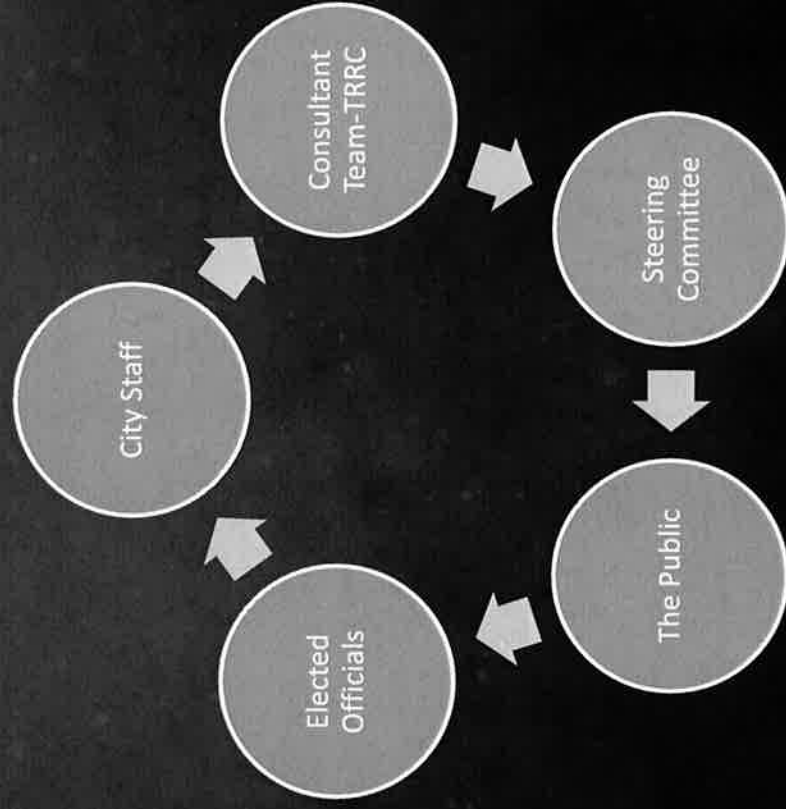 City Staff
Consultant
Team-TRRC
Steering
Committee
The Public
Elected
Officials